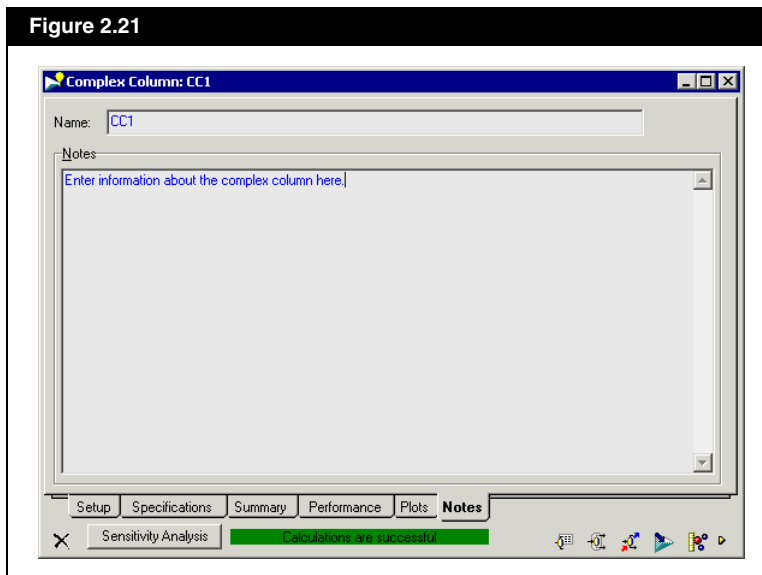 Figure 2.21
Complex Column: CC1
Name: CC1
Notes
Enter information about the complex column here.
Setup Specifications Summary Performance Plots Notes
Sensitivity Analysis Calculations are successful